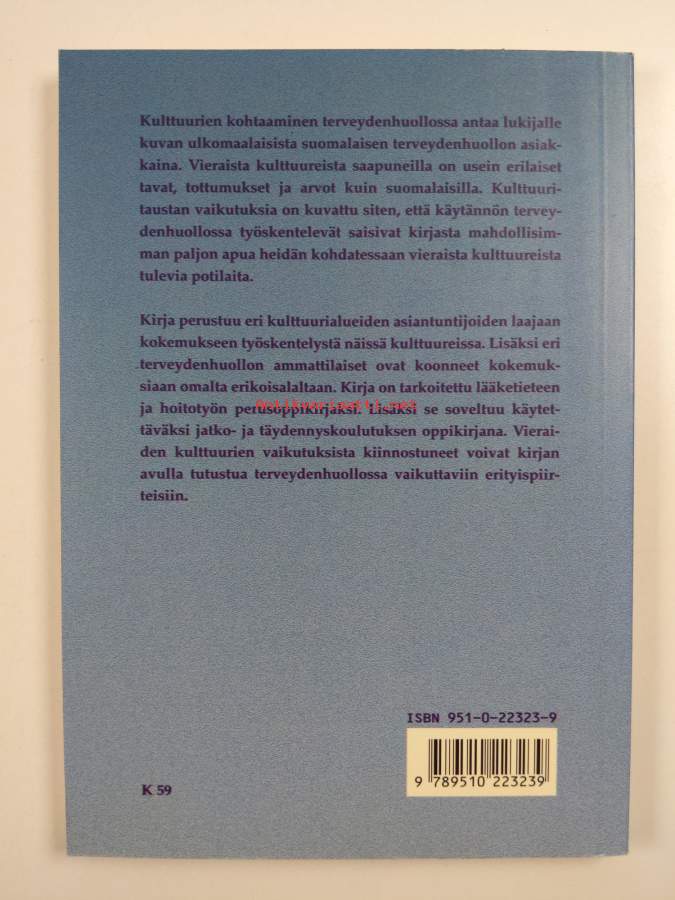 Kulttuurien kohtaaminen terveydenhuollossa antaa lukijalle
kuvan ulkomaalaisista suomalaisen terveydenhuollon asiak-
kaina. Vieraista kulttuureista saapuneilla on usein erilaiset
tavat, tottumukset ja arvot kuin suomalaisilla. Kulttuuri-
taustan vaikutuksia on kuvattu siten, että käytännön tervey-
denhuollossa työskentelevät saisivat kirjasta mahdollisim-
man paljon apua heidän kohdatessaan vieraista kulttuureista
tulevia potilaita.
Kirja perustuu eri kulttuurialueiden asiantuntijoiden laajaan
kokemukseen työskentelystä näissä kulttuureissa. Lisäksi eri
terveydenhuollon ammattilaiset ovat koonneet kokemuk-
siaan omalta erikoisalaltaan. Kirja on tarkoitettu lääketieteen
Antikvariaatti.net
ja hoitotyön perusoppikirjaksi. Lisäksi se soveltuu käytet-
täväksi jatko- ja täydennyskoulutuksen oppikirjana. Vierai-
den kulttuurien vaikutuksista kiinnostuneet voivat kirjan
avulla tutustua terveydenhuollossa vaikuttaviin erityispiir-
teisiin.
ISBN 951-0-22323-9
9 789510 223239
K 59